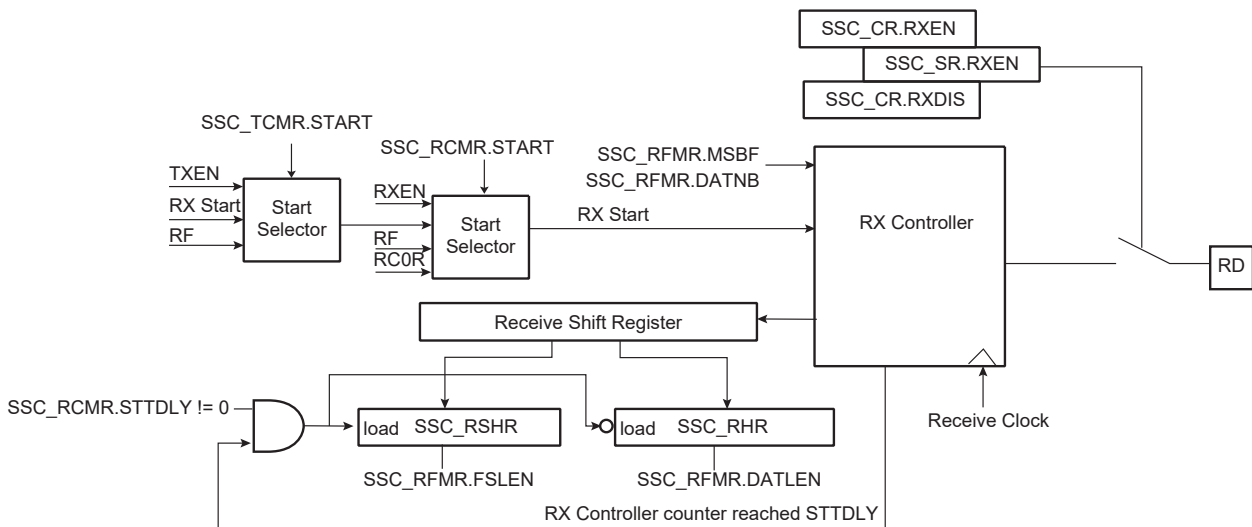 SSC_CR.RXEN
SSC_SR.RXEN
SSC_CR.RXDIS
SSC_TCMR.START
SSC_RCMR.START
SSC_RFMR.MSBF
SSC_RFMR.DATNB
TXEN
RX Start
RF
Start
Selector
RXEN
RF
RC0R
Start
Selector
RX Start
RX Controller
RD
Receive Shift Register
SSC_RCMR.STTDLY != 0
load SSC_RSHR
load SSC_RHR
Receive Clock
SSC_RFMR.FSLEN
SSC_RFMR.DATLEN
RX Controller counter reached STTDLY